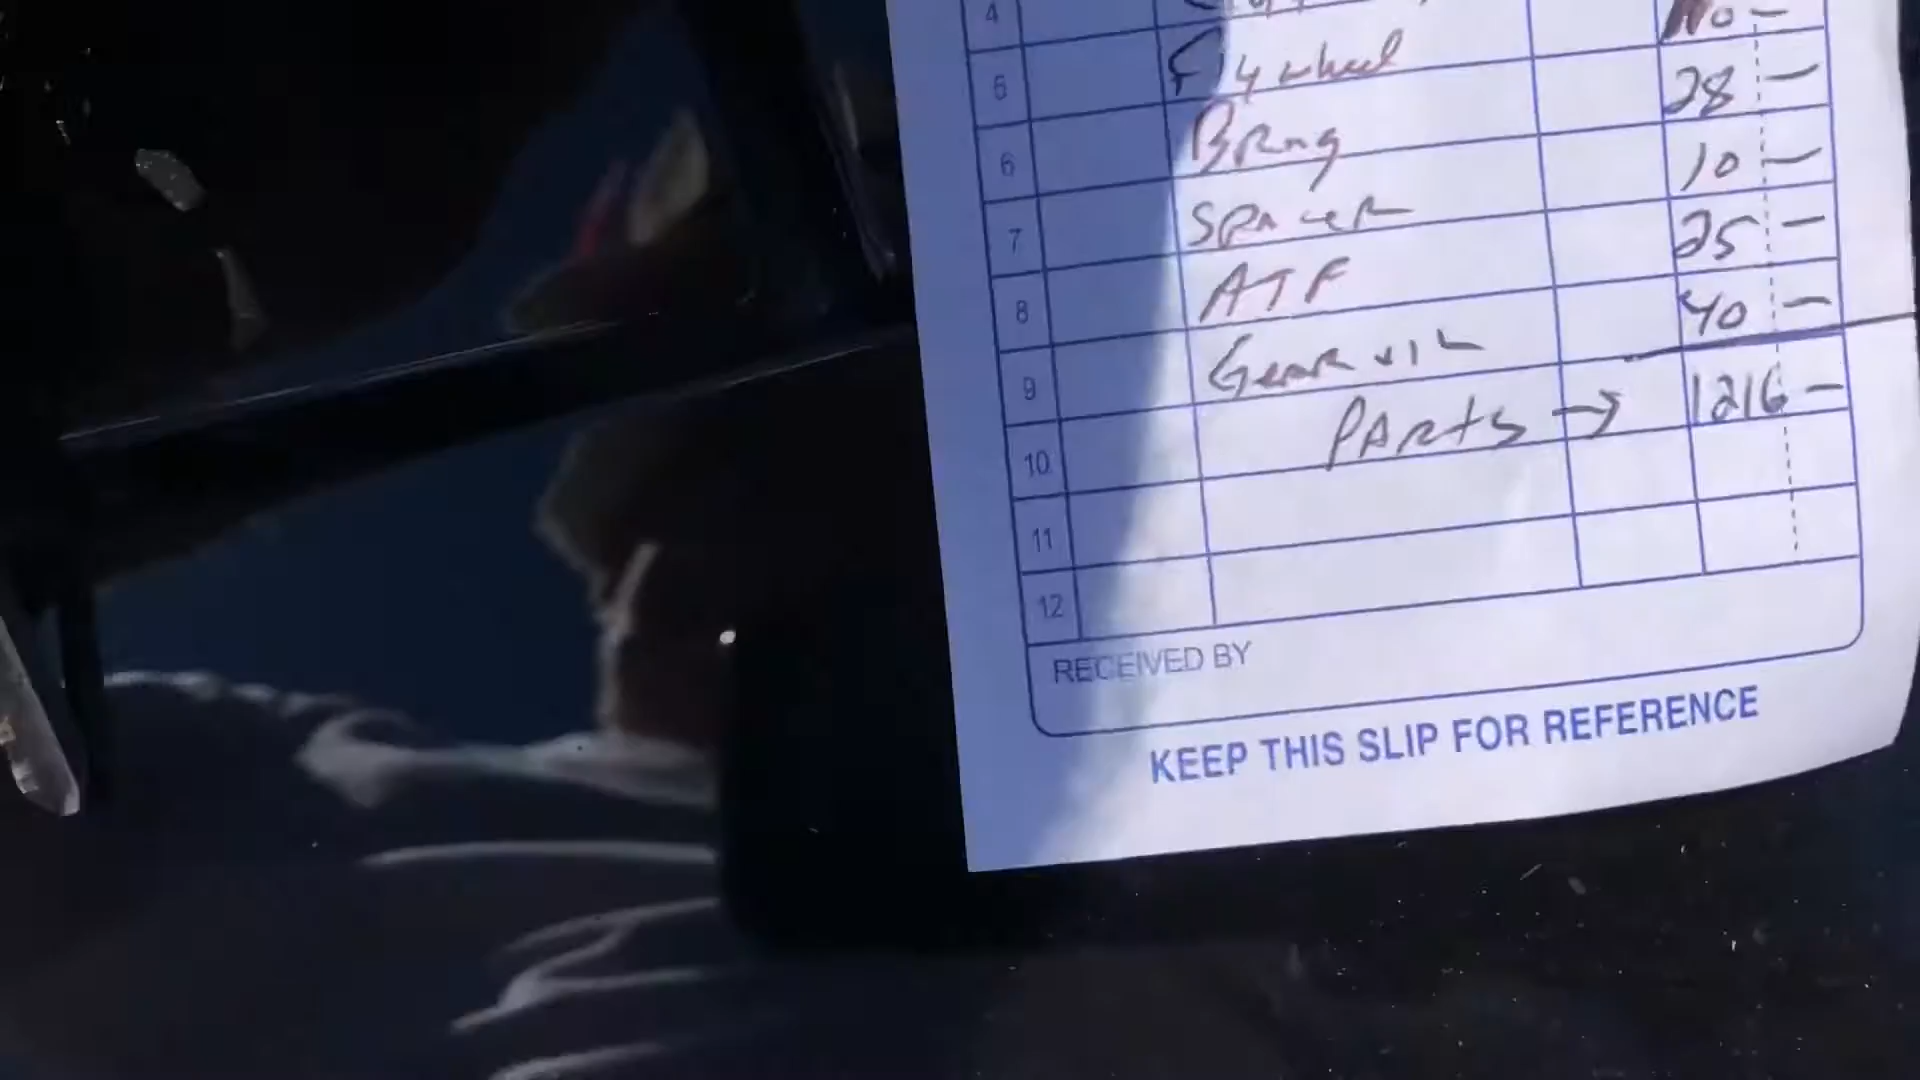 4
5 Flywheel 10 —
6 BRng 28 —
7 SPacer 10 —
8 ATF 25 —
9 Gear oil 40 —
10 PARts → 1216 —
11
12
RECEIVED BY
KEEP THIS SLIP FOR REFERENCE